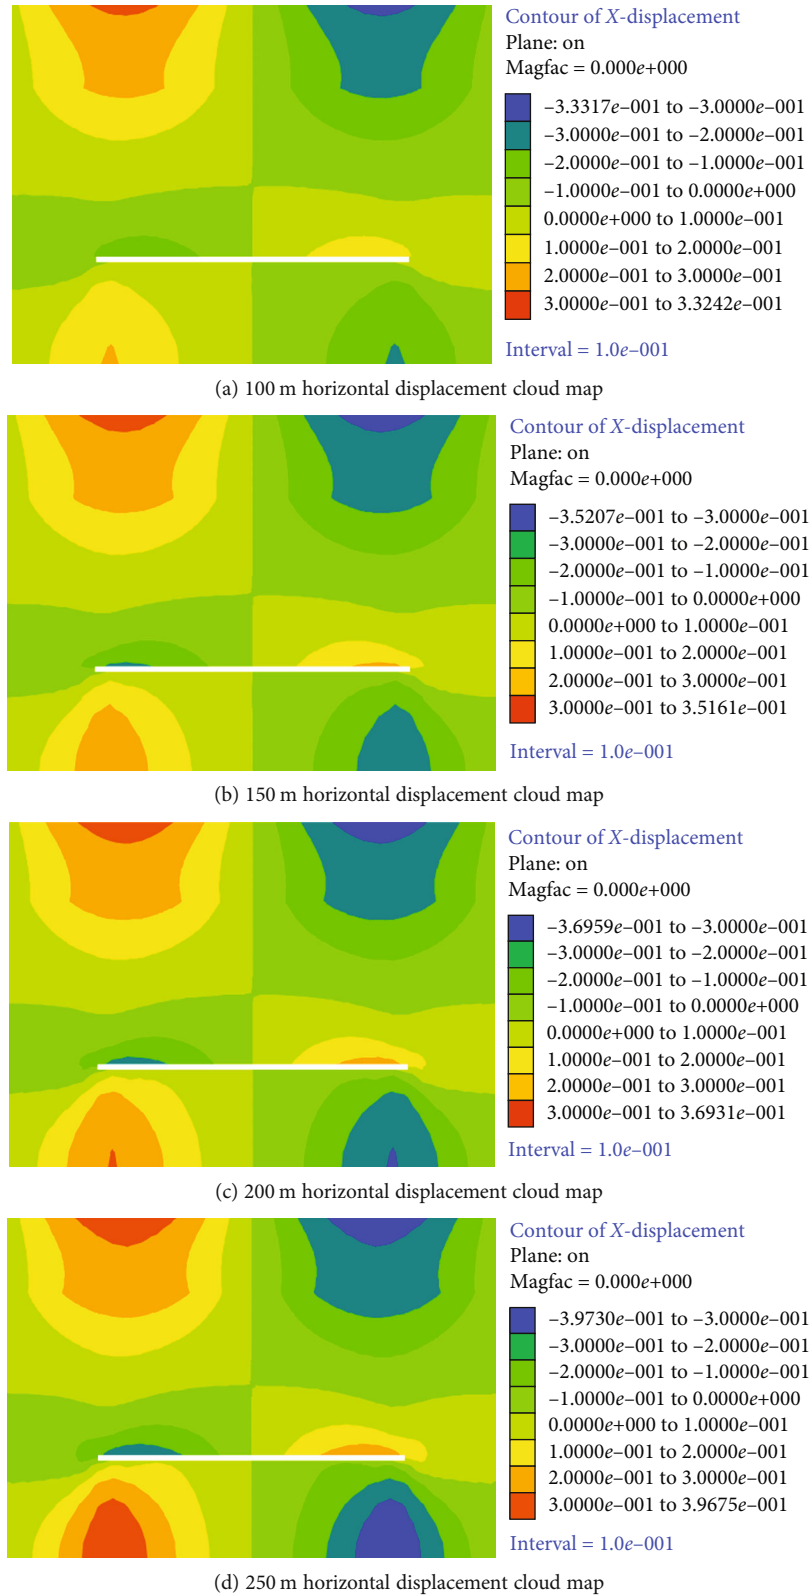 Contour of X-displacement
Plane: on
Magfac = 0.000e+000
–3.3317e–001 to –3.0000e–001
–3.0000e–001 to –2.0000e–001
–2.0000e–001 to –1.0000e–001
–1.0000e–001 to 0.0000e+000
0.0000e+000 to 1.0000e–001
1.0000e–001 to 2.0000e–001
2.0000e–001 to 3.0000e–001
3.0000e–001 to 3.3242e–001
Interval = 1.0e–001
(a) 100 m horizontal displacement cloud map
Contour of X-displacement
Plane: on
Magfac = 0.000e+000
–3.5207e–001 to –3.0000e–001
–3.0000e–001 to –2.0000e–001
–2.0000e–001 to –1.0000e–001
–1.0000e–001 to 0.0000e+000
0.0000e+000 to 1.0000e–001
1.0000e–001 to 2.0000e–001
2.0000e–001 to 3.0000e–001
3.0000e–001 to 3.5161e–001
Interval = 1.0e–001
(b) 150 m horizontal displacement cloud map
Contour of X-displacement
Plane: on
Magfac = 0.000e+000
–3.6959e–001 to –3.0000e–001
–3.0000e–001 to –2.0000e–001
–2.0000e–001 to –1.0000e–001
–1.0000e–001 to 0.0000e+000
0.0000e+000 to 1.0000e–001
1.0000e–001 to 2.0000e–001
2.0000e–001 to 3.0000e–001
3.0000e–001 to 3.6931e–001
Interval = 1.0e–001
(c) 200 m horizontal displacement cloud map
Contour of X-displacement
Plane: on
Magfac = 0.000e+000
–3.9730e–001 to –3.0000e–001
–3.0000e–001 to –2.0000e–001
–2.0000e–001 to –1.0000e–001
–1.0000e–001 to 0.0000e+000
0.0000e+000 to 1.0000e–001
1.0000e–001 to 2.0000e–001
2.0000e–001 to 3.0000e–001
3.0000e–001 to 3.9675e–001
Interval = 1.0e–001
(d) 250 m horizontal displacement cloud map